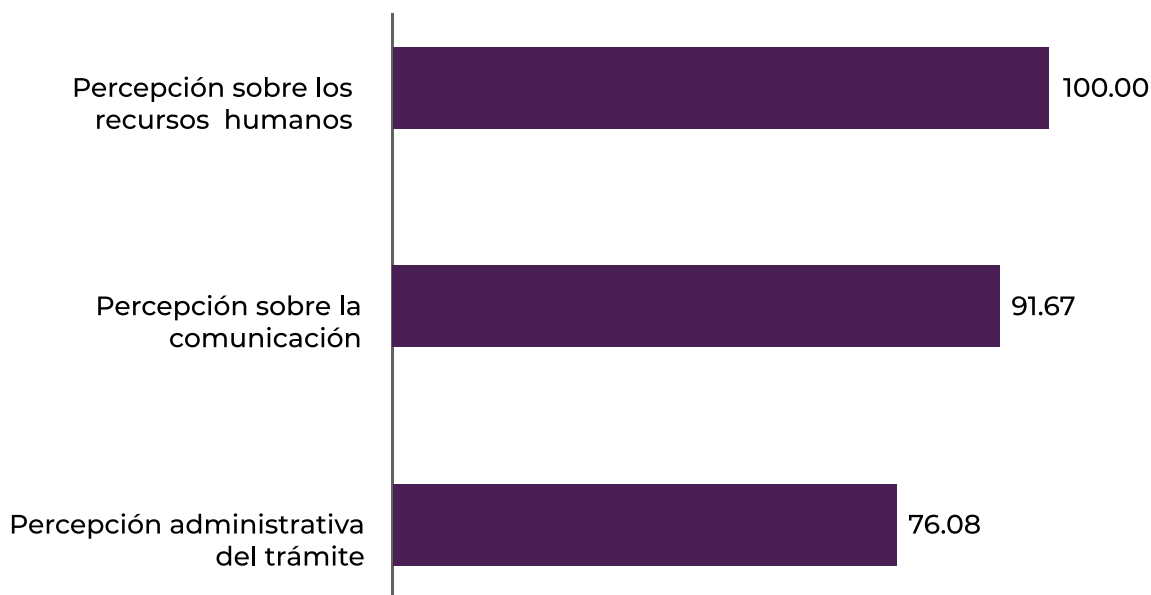 Percepción sobre los
recursos  humanos
100.00
Percepción sobre la
comunicación
91.67
Percepción administrativa
del trámite
76.08